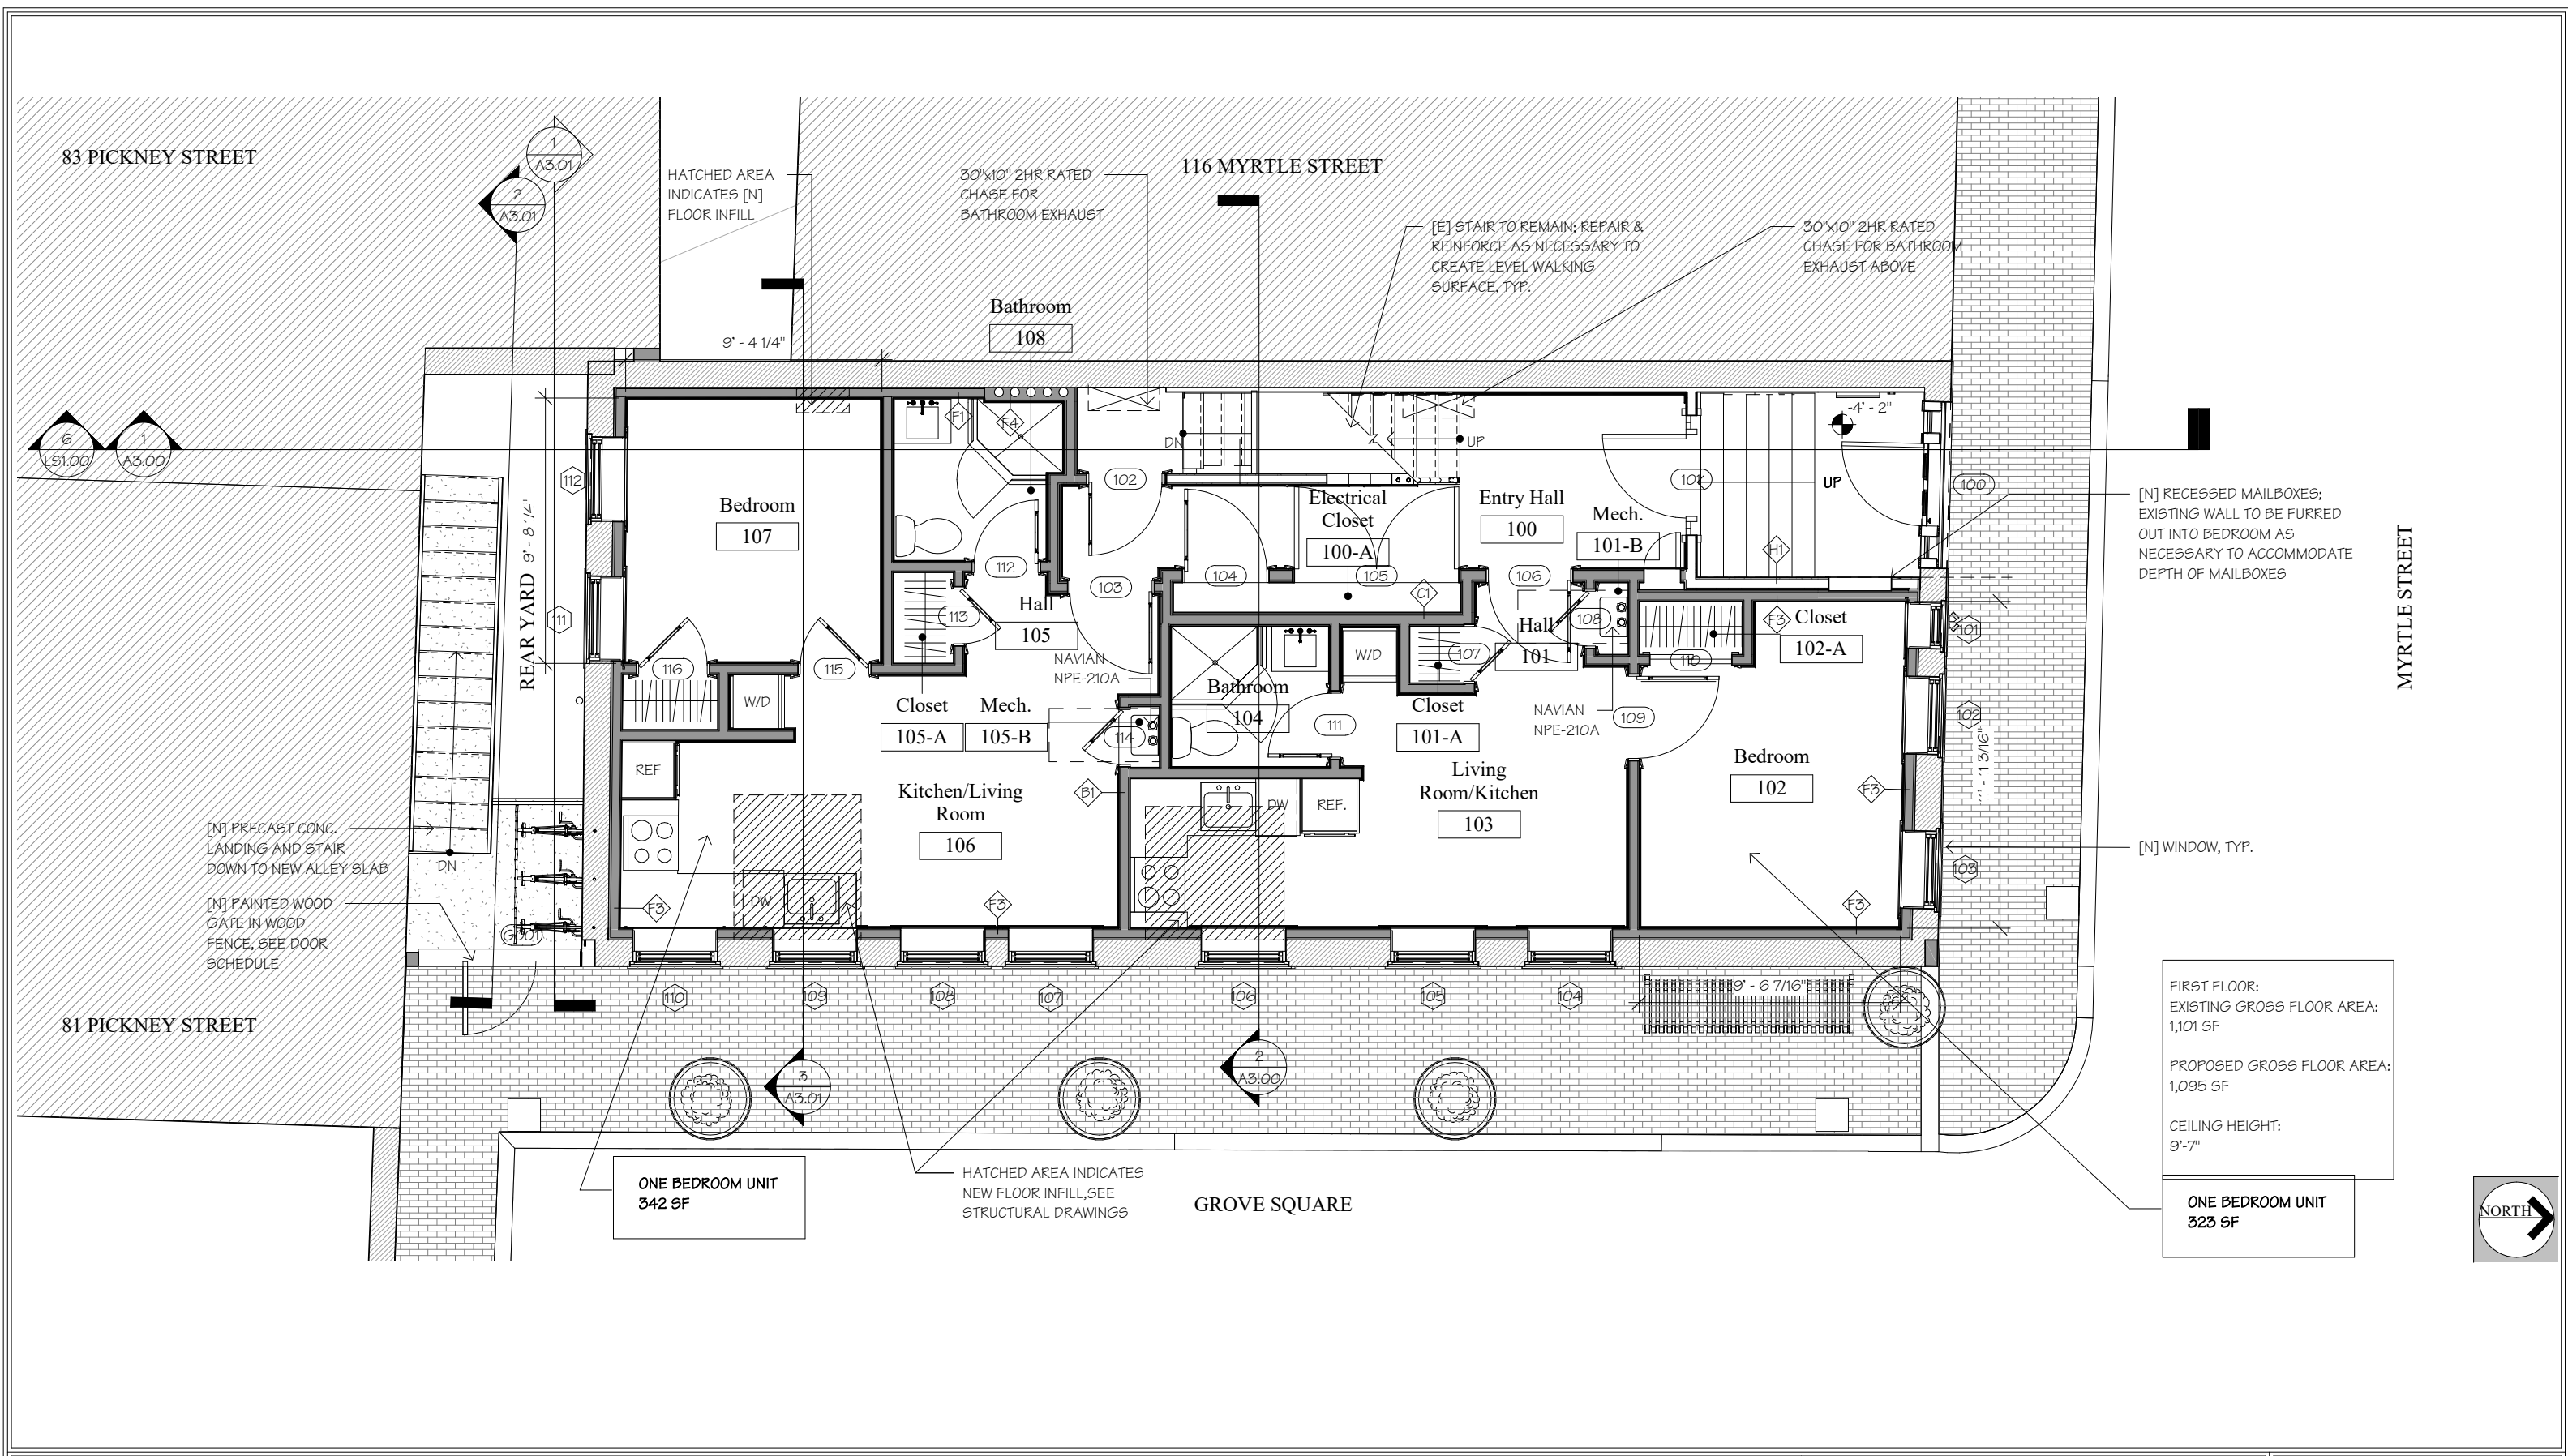 83 PICKNEY STREET
1
A3.01
2
A3.01
HATCHED AREA
INDICATES [N]
FLOOR INFILL
30"x10" 2HR RATED
CHASE FOR
BATHROOM EXHAUST
116 MYRTLE STREET
[E] STAIR TO REMAIN; REPAIR &
REINFORCE AS NECESSARY TO
CREATE LEVEL WALKING
SURFACE, TYP.
30"x10" 2HR RATED
CHASE FOR BATHROOM
EXHAUST ABOVE
Bathroom
108
9' - 4 1/4"
6
LS1.00
1
A3.00
F1
F4
DN
UP
-4' - 2"
UP
112
102
101
100
Bedroom
107
Electrical
Closet
100-A
Entry Hall
100
Mech.
101-B
[N] RECESSED MAILBOXES;
EXISTING WALL TO BE FURRED
OUT INTO BEDROOM AS
NECESSARY TO ACCOMMODATE
DEPTH OF MAILBOXES
REAR YARD
9' - 8 1/4"
MYRTLE STREET
H1
112
103
104
105
106
C1
111
113
Hall
105
108
Hall
101
F3
Closet
102-A
101
NAVIAN
NPE-210A
W/D
107
110
116
115
W/D
Closet
105-A
Mech.
105-B
114
Bathroom
104
111
Closet
101-A
NAVIAN
NPE-210A
109
102
11' - 11 3/16"
REF
Kitchen/Living
Room
106
B1
DW
REF.
Living
Room/Kitchen
103
Bedroom
102
F3
[N] PRECAST CONC.
LANDING AND STAIR
DOWN TO NEW ALLEY SLAB
DN
[N] WINDOW, TYP.
103
[N] PAINTED WOOD
GATE IN WOOD
FENCE, SEE DOOR
SCHEDULE
G001
F3
DW
F3
F3
110
109
108
107
106
105
104
9' - 6 7/16"
81 PICKNEY STREET
FIRST FLOOR:
EXISTING GROSS FLOOR AREA:
1,101 SF
PROPOSED GROSS FLOOR AREA:
1,095 SF
CEILING HEIGHT:
9'-7"
3
A3.01
2
A3.00
ONE BEDROOM UNIT
342 SF
HATCHED AREA INDICATES
NEW FLOOR INFILL,SEE
STRUCTURAL DRAWINGS
GROVE SQUARE
ONE BEDROOM UNIT
323 SF
NORTH